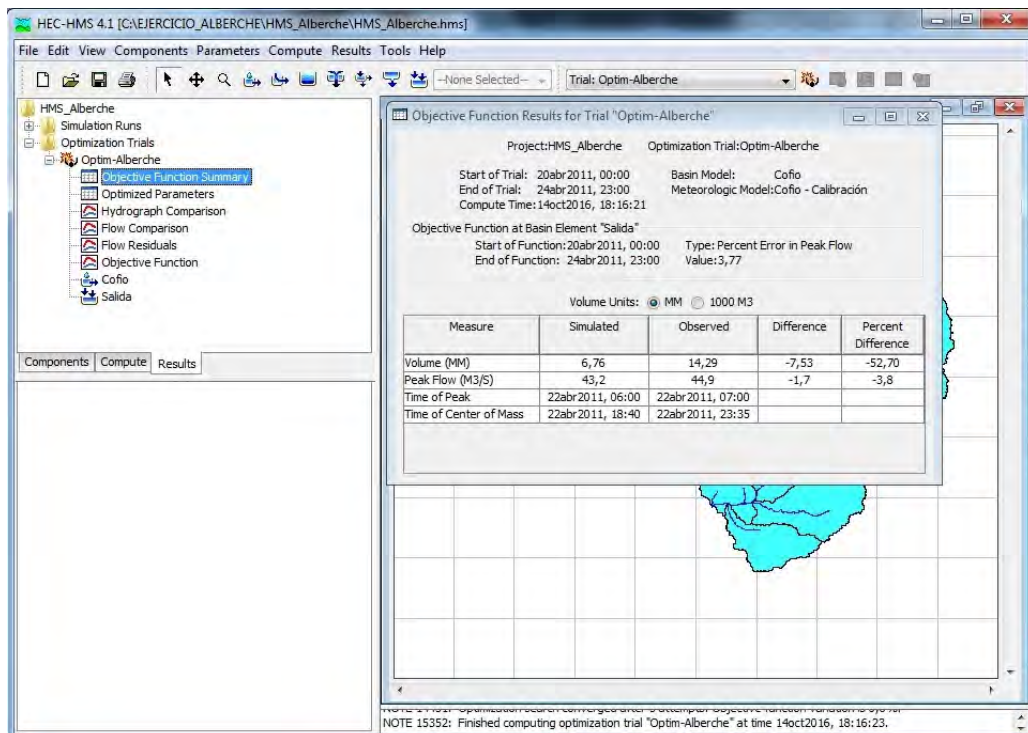 HEC-HMS 4.1 [C:\EJERCICIO_ALBERCHE\HMS_Alberche\HMS_Alberche.hms]
File Edit View Components Parameters Compute Results Tools Help
--None Selected-- Trial: Optim-Alberche
HMS_Alberche
Simulation Runs
Optimization Trials
Optim-Alberche
Objective Function Summary
Optimized Parameters
Hydrograph Comparison
Flow Comparison
Flow Residuals
Objective Function
Cofio
Salida
Components Compute Results
Objective Function Results for Trial "Optim-Alberche"
Project:HMS_Alberche Optimization Trial:Optim-Alberche
Start of Trial: 20abr2011, 00:00 Basin Model: Cofio
End of Trial: 24abr2011, 23:00 Meteorologic Model:Cofio - Calibración
Compute Time:14oct2016, 18:16:21
Objective Function at Basin Element "Salida"
Start of Function:20abr2011, 00:00 Type: Percent Error in Peak Flow
End of Function: 24abr2011, 23:00 Value:3,77
Volume Units: MM 1000 M3
Measure Simulated Observed Difference Percent Difference
Volume (MM) 6,76 14,29 -7,53 -52,70
Peak Flow (M3/S) 43,2 44,9 -1,7 -3,8
Time of Peak 22abr2011, 06:00 22abr2011, 07:00
Time of Center of Mass 22abr2011, 18:40 22abr2011, 23:35
NOTE 15352: Finished computing optimization trial "Optim-Alberche" at time 14oct2016, 18:16:23.